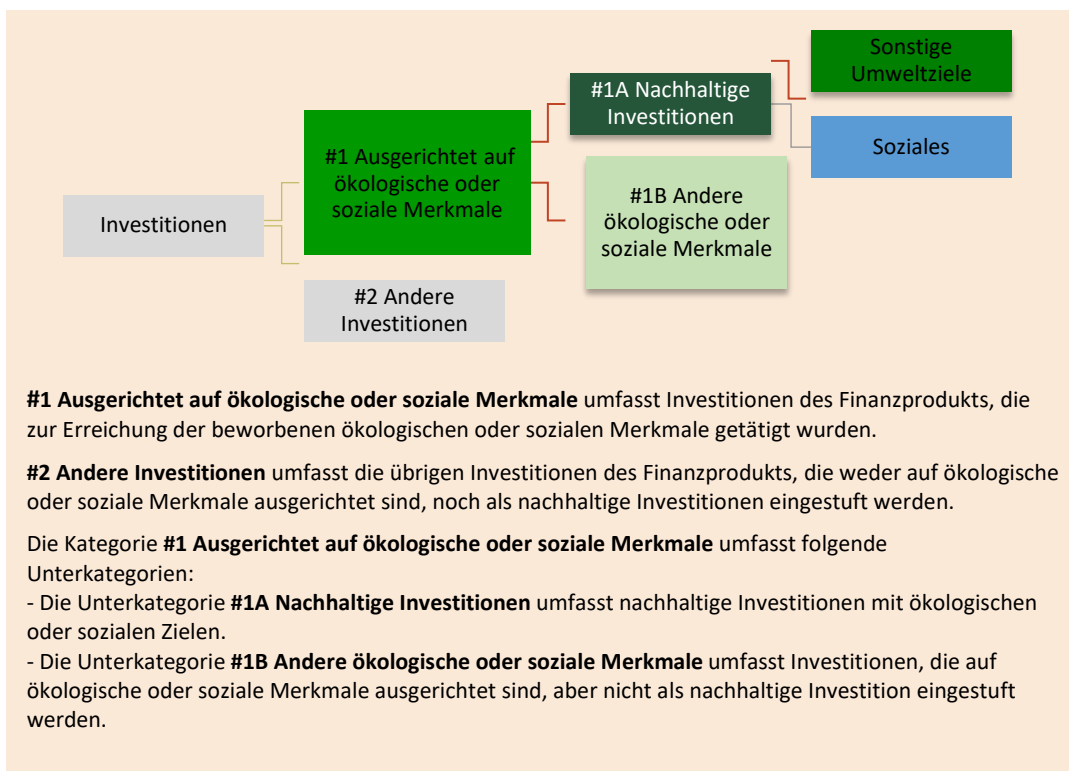 Sonstige
Umweltziele
#1A Nachhaltige
Investitionen
Soziales
#1 Ausgerichtet auf
ökologische oder
soziale Merkmale
#1B Andere
ökologische oder
soziale Merkmale
Investitionen
#2 Andere
Investitionen
#1 Ausgerichtet auf ökologische oder soziale Merkmale umfasst Investitionen des Finanzprodukts, die
zur Erreichung der beworbenen ökologischen oder sozialen Merkmale getätigt wurden.
#2 Andere Investitionen umfasst die übrigen Investitionen des Finanzprodukts, die weder auf ökologische
oder soziale Merkmale ausgerichtet sind, noch als nachhaltige Investitionen eingestuft werden.
Die Kategorie #1 Ausgerichtet auf ökologische oder soziale Merkmale umfasst folgende
Unterkategorien:
- Die Unterkategorie #1A Nachhaltige Investitionen umfasst nachhaltige Investitionen mit ökologischen
oder sozialen Zielen.
- Die Unterkategorie #1B Andere ökologische oder soziale Merkmale umfasst Investitionen, die auf
ökologische oder soziale Merkmale ausgerichtet sind, aber nicht als nachhaltige Investition eingestuft
werden.